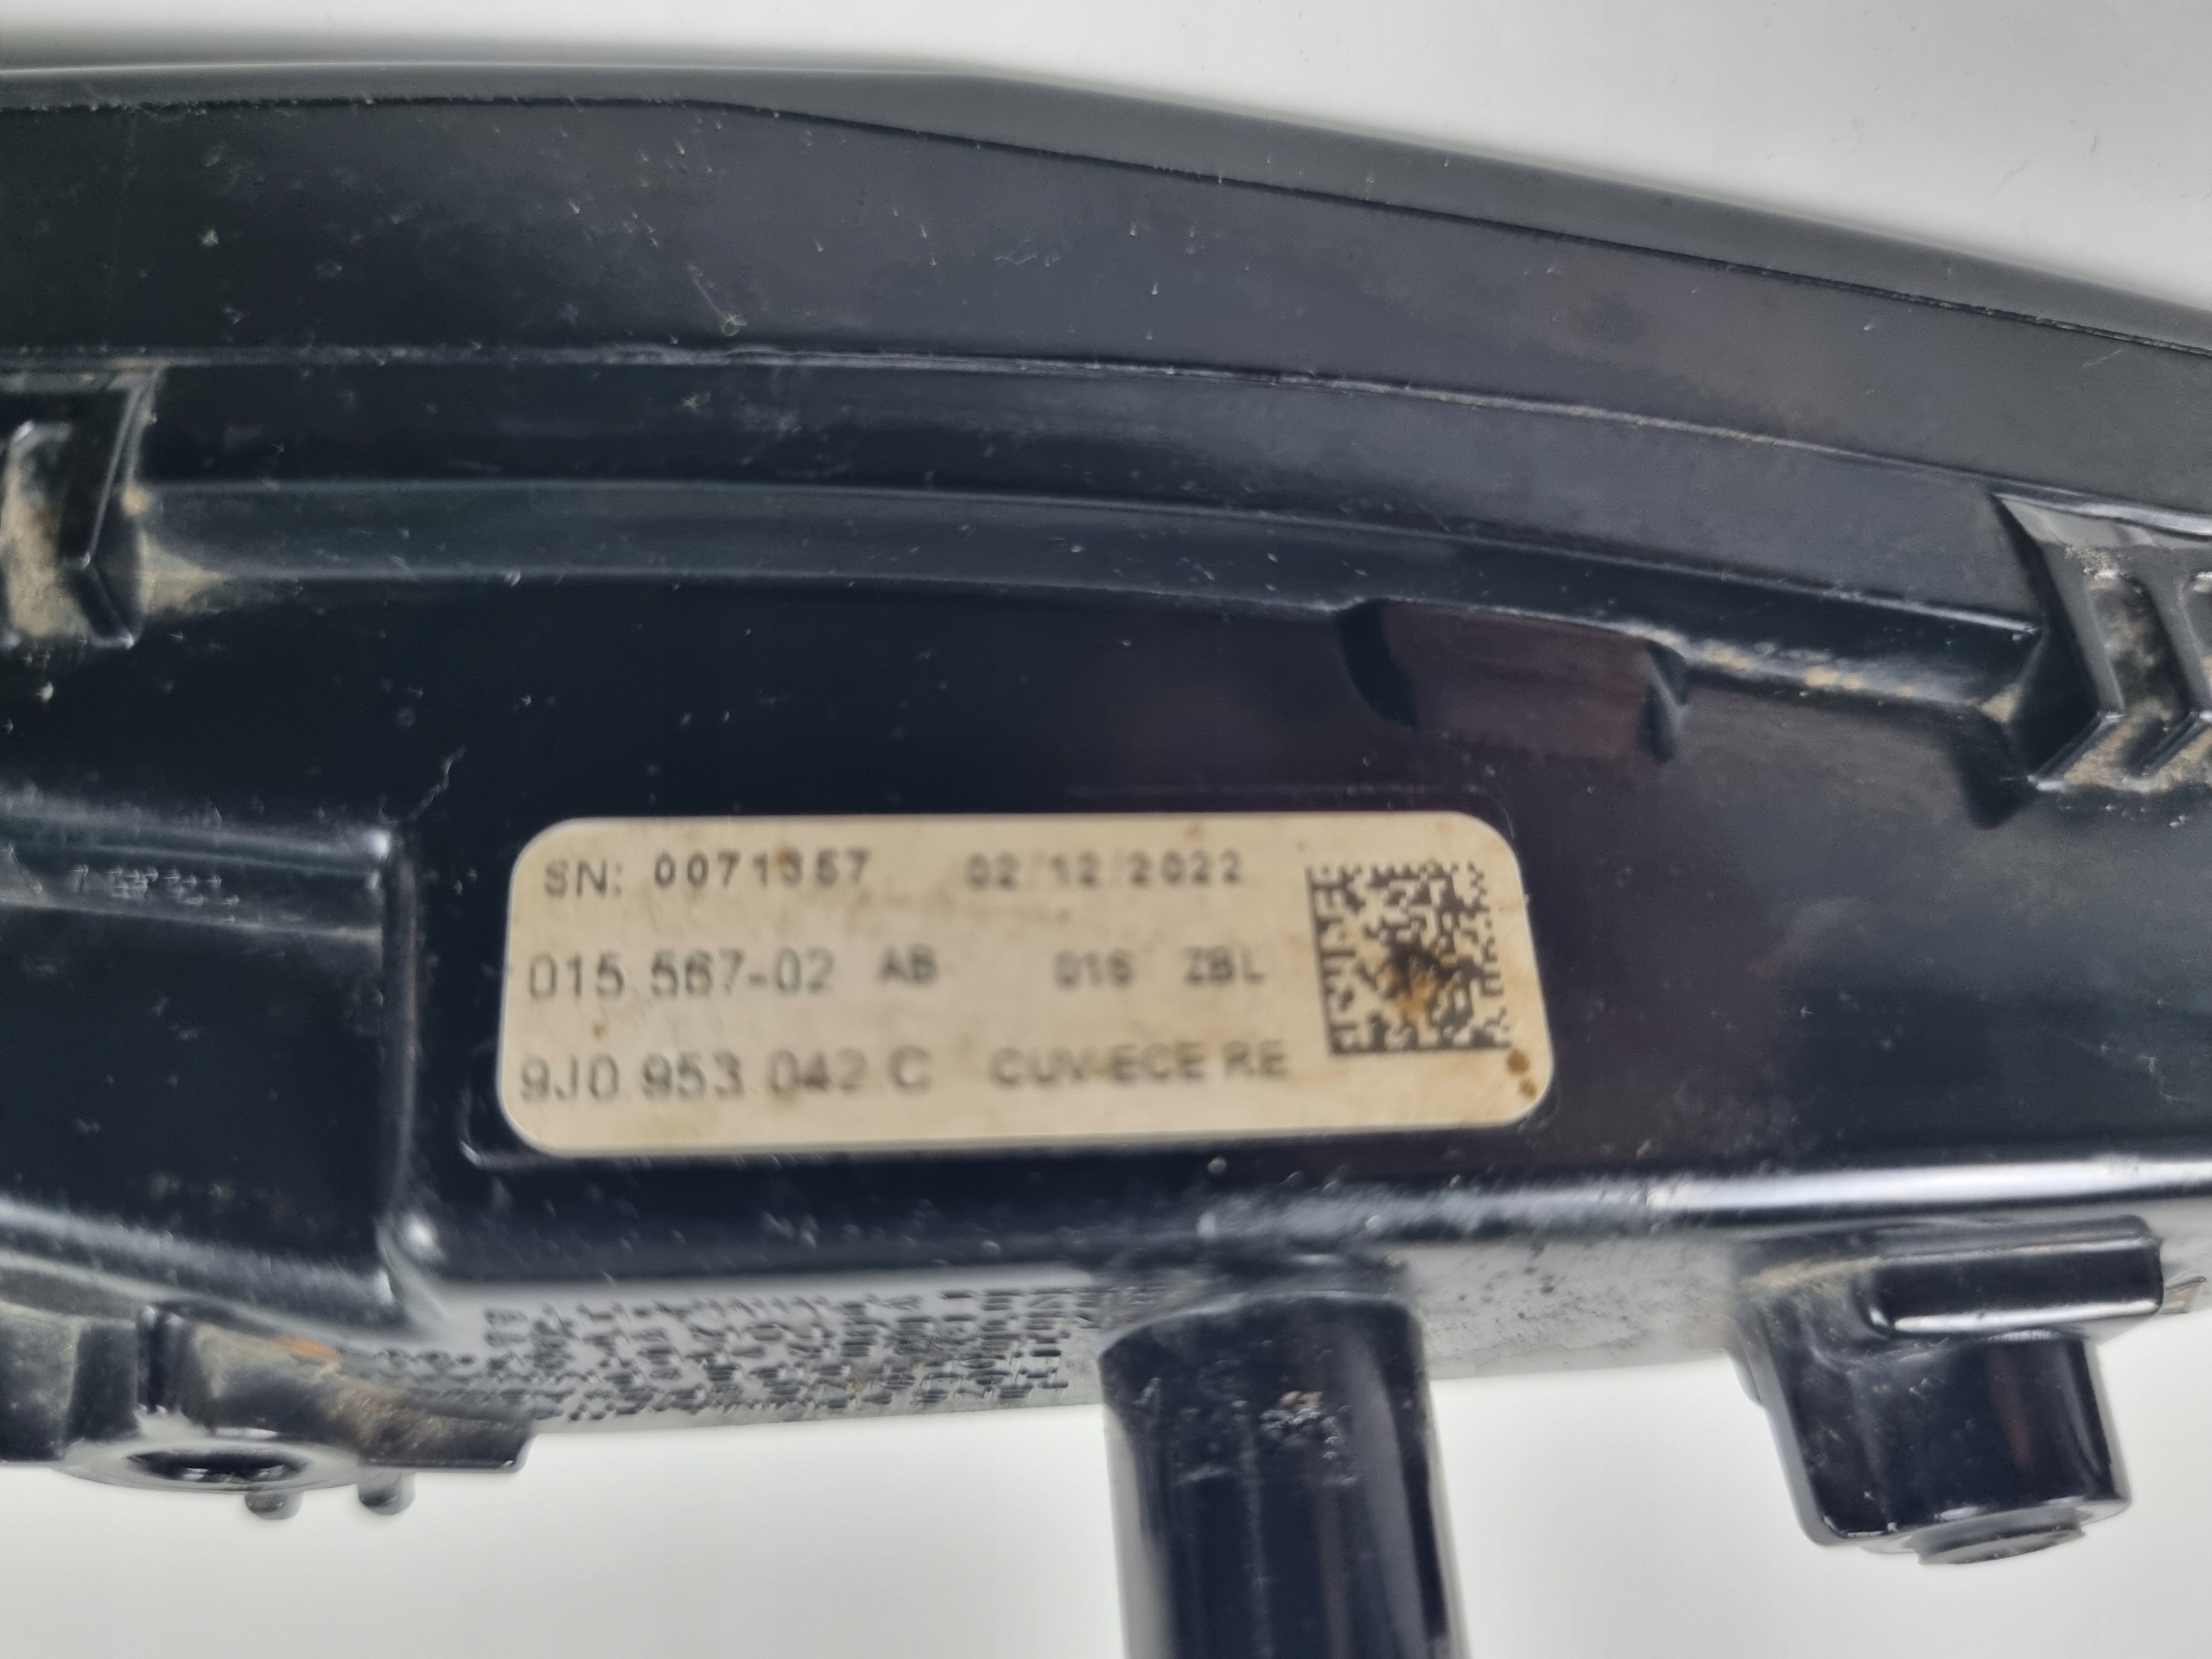 SN: 0071357 02/12/2022
015.567-02 AB 016 ZBL
9J0.953.042.C CUV-ECE RE